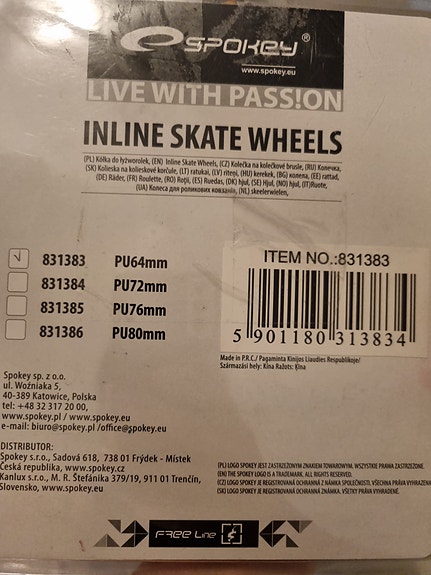 SPOKEY®
www.spokey.eu
LIVE WITH PASS!ON
INLINE SKATE WHEELS
(PL) Kółka do łyżworolek, (EN) Inline Skate Wheels, (CZ) Kolečka na kolečkové brusle, (RU) Колечка,
(SK) Kolieska na kolieskové korčule, (LT) ratukai, (LV) riteņi, (HU) kerekek, (BG) колела, (EE) rattad,
(DE) Räder, (FR) Roulette, (RO) Roţii, (ES) Ruedas, (DK) hjul, (SE) Hjul, (NO) hjul, (IT)Ruote,
(UA) Колеса для роликових ковзанів, (NL) skeelerwielen,
831383 PU64mm
831384 PU72mm
831385 PU76mm
831386 PU80mm
ITEM NO.:831383
5 901180 313834
Made in P.R.C./ Pagaminta Kinijos Liaudies Respublikoje/
Származási hely: Kína Ražots: Ķīna
Spokey sp. z o.o.
ul. Woźniaka 5,
40-389 Katowice, Polska
tel: +48 32 317 20 00,
www.spokey.pl / www.spokey.eu
e-mail: biuro@spokey.pl /office@spokey.eu
DISTRIBUTOR:
Spokey s.r.o., Sadová 618, 738 01 Frýdek - Místek
Česká republika, www.spokey.cz
Kanlux s.r.o., M. R. Štefánika 379/19, 911 01 Trenčín,
Slovensko, www.spokey.eu
(PL) LOGO SPOKEY JEST ZASTRZEŻONYM ZNAKIEM TOWAROWYM. WSZYSTKIE PRAWA ZASTRZEŻONE.
(EN) THE SPOKEY LOGO IS A TRADEMARK, ALL RIGHTS RESERVED.
(CZ) LOGO SPOKEY JE REGISTROVANÁ OCHRANNÁ Z NÁMKA SPOLEČNOSTI. VŠECHNA PRÁVA VYHRAZENA
(SK) LOGO SPOKEY JE REGISTROVANÁ OCHRANNÁ ZNÁMKA, VŠETKY PRÁVA VYHRADENÉ.
FREE Line